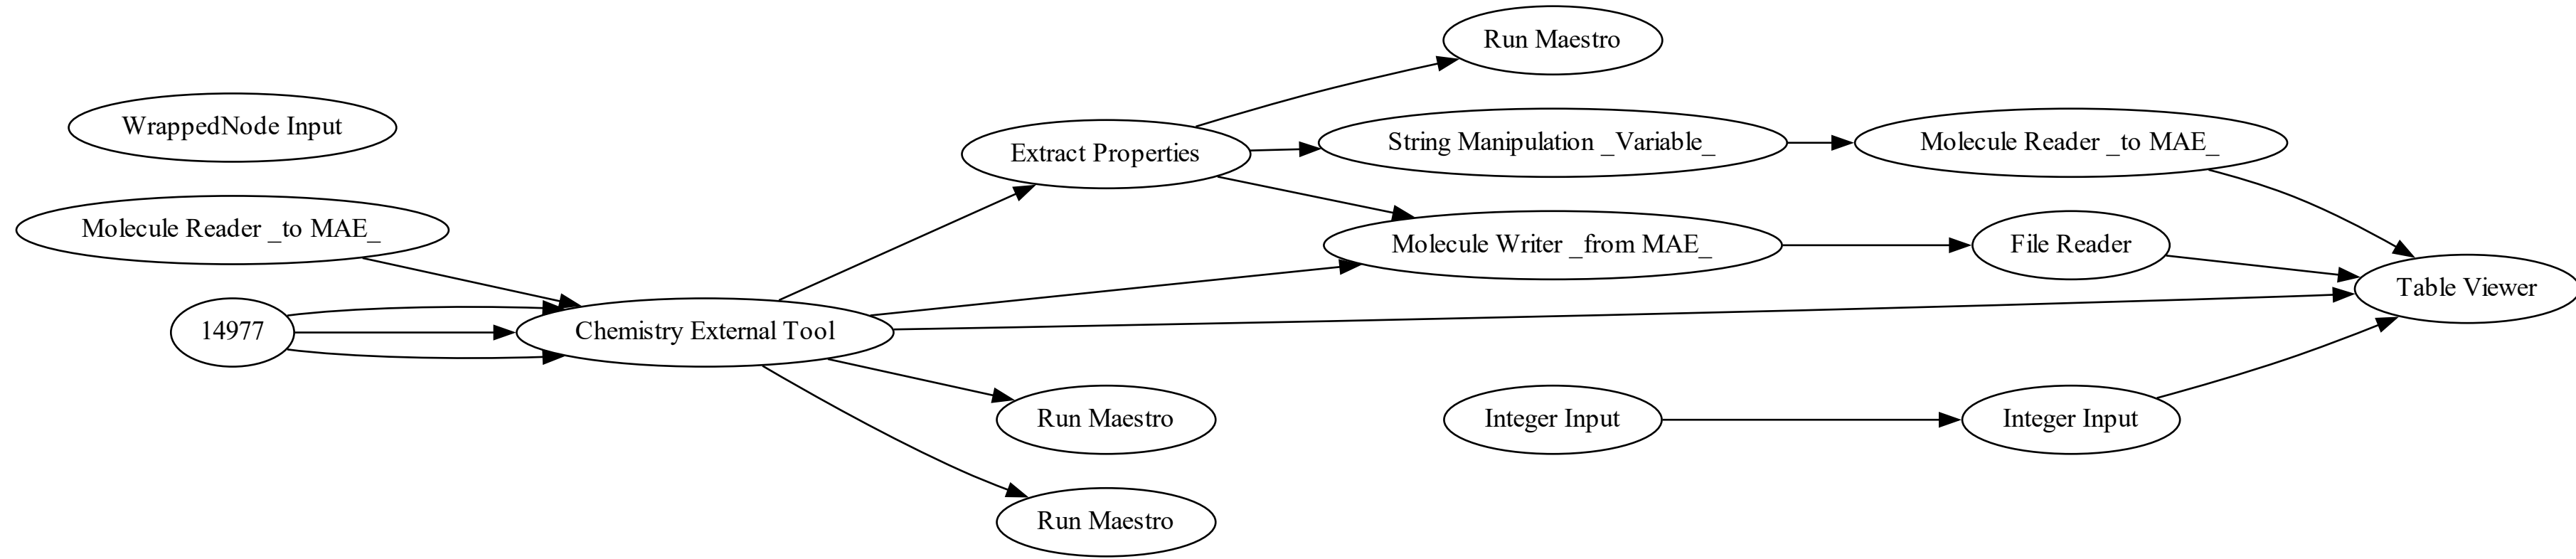 Run Maestro
WrappedNode Input
Extract Properties
String Manipulation _Variable_
Molecule Reader _to MAE_
Molecule Reader _to MAE_
Molecule Writer _from MAE_
File Reader
Table Viewer
14977
Chemistry External Tool
Run Maestro
Integer Input
Integer Input
Run Maestro